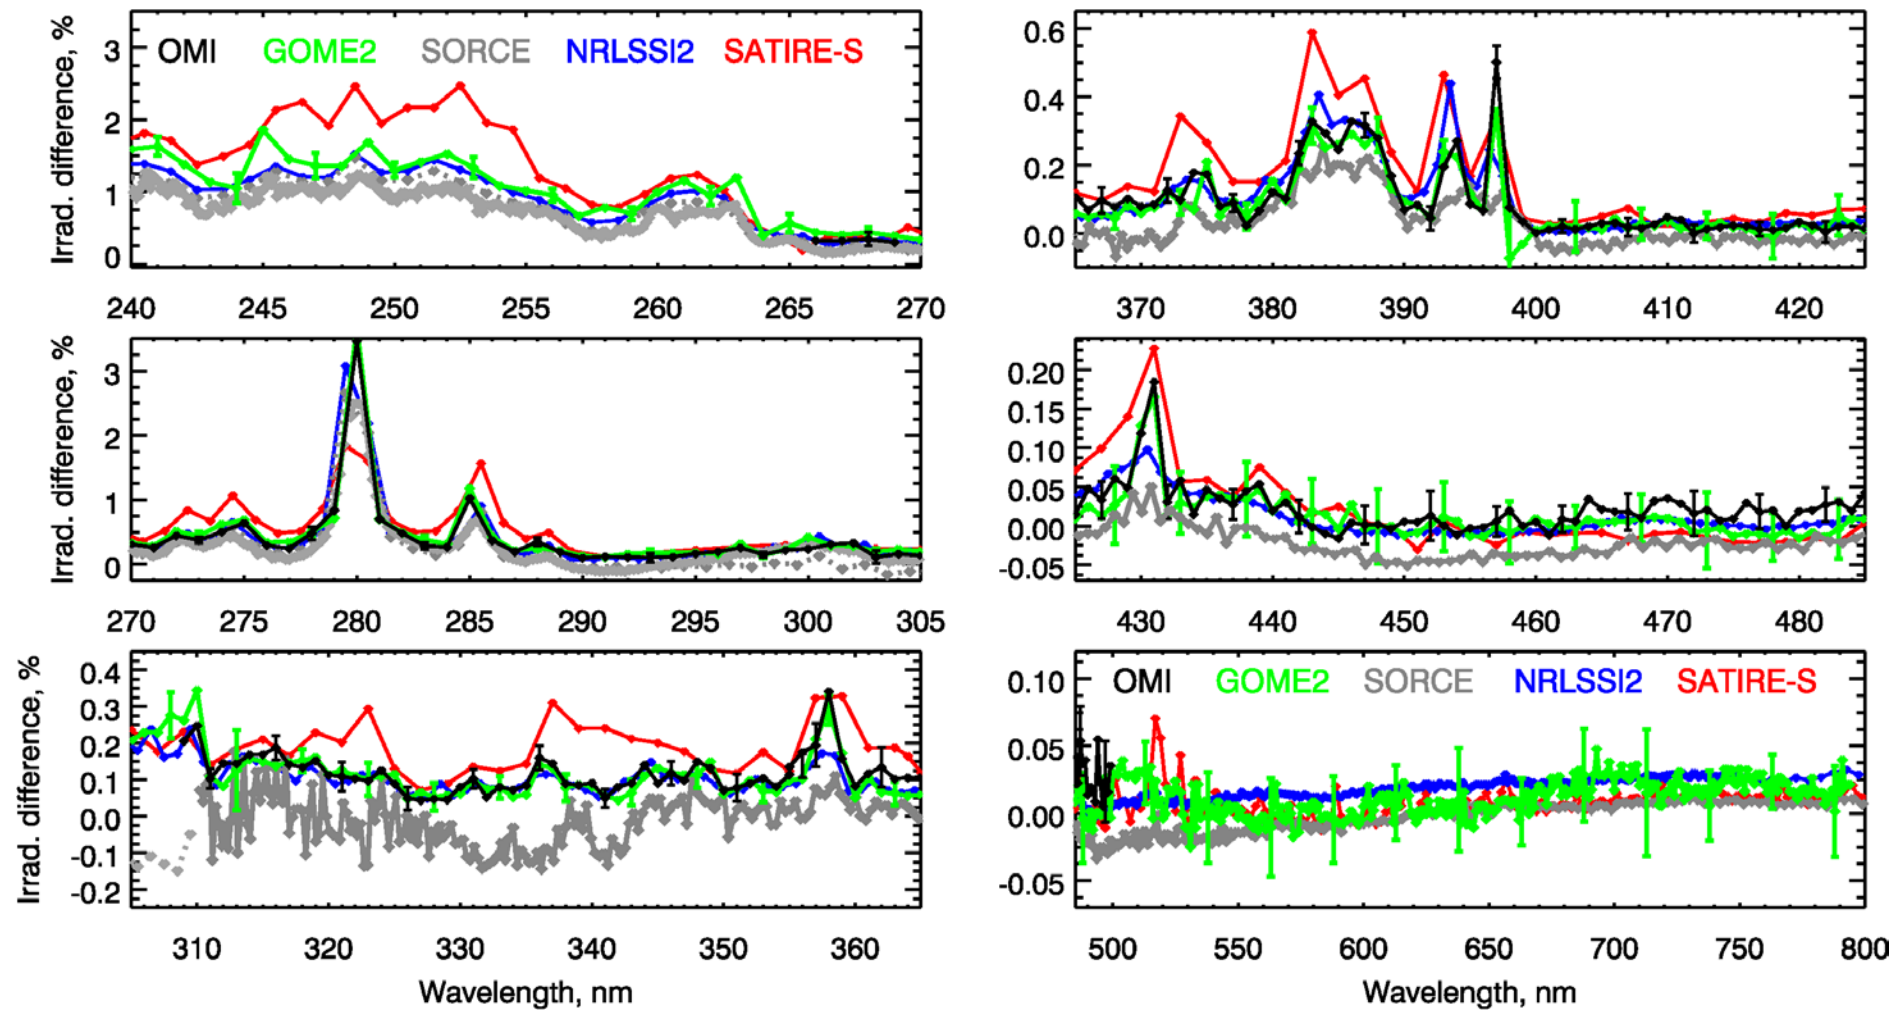 OMI GOME2 SORCE NRLSSI2 SATIRE-S
Irrad. difference, %
3
2
1
0
240 245 250 255 260 265 270
0.6
0.4
0.2
0.0
370 380 390 400 410 420
Irrad. difference, %
3
2
1
0
270 275 280 285 290 295 300 305
0.20
0.15
0.10
0.05
0.00
-0.05
430 440 450 460 470 480
Irrad. difference, %
0.4
0.3
0.2
0.1
0.0
-0.1
-0.2
310 320 330 340 350 360
Wavelength, nm
OMI GOME2 SORCE NRLSSI2 SATIRE-S
0.10
0.05
0.00
-0.05
500 550 600 650 700 750 800
Wavelength, nm